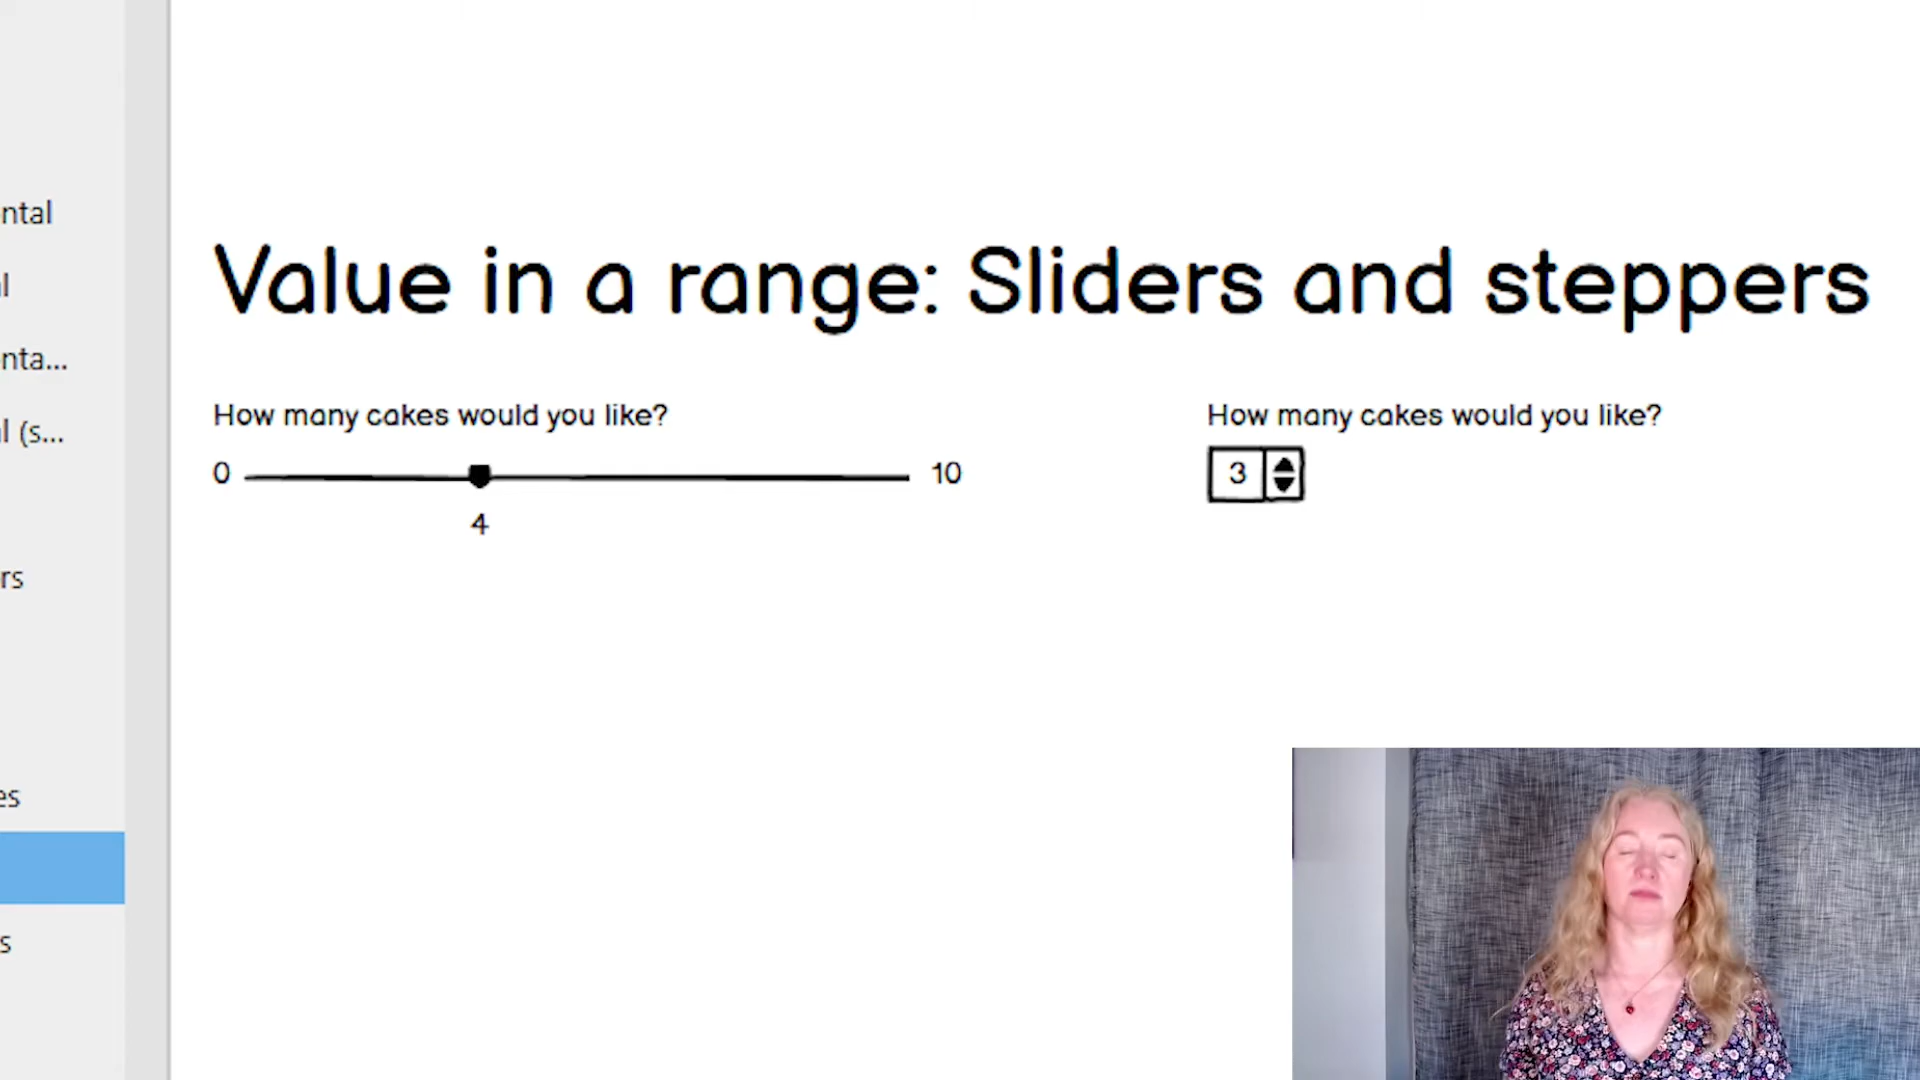 ntal
l
nta...
l (s...
rs
es
s
Value in a range: Sliders and steppers
How many cakes would you like?
0
10
4
How many cakes would you like?
3